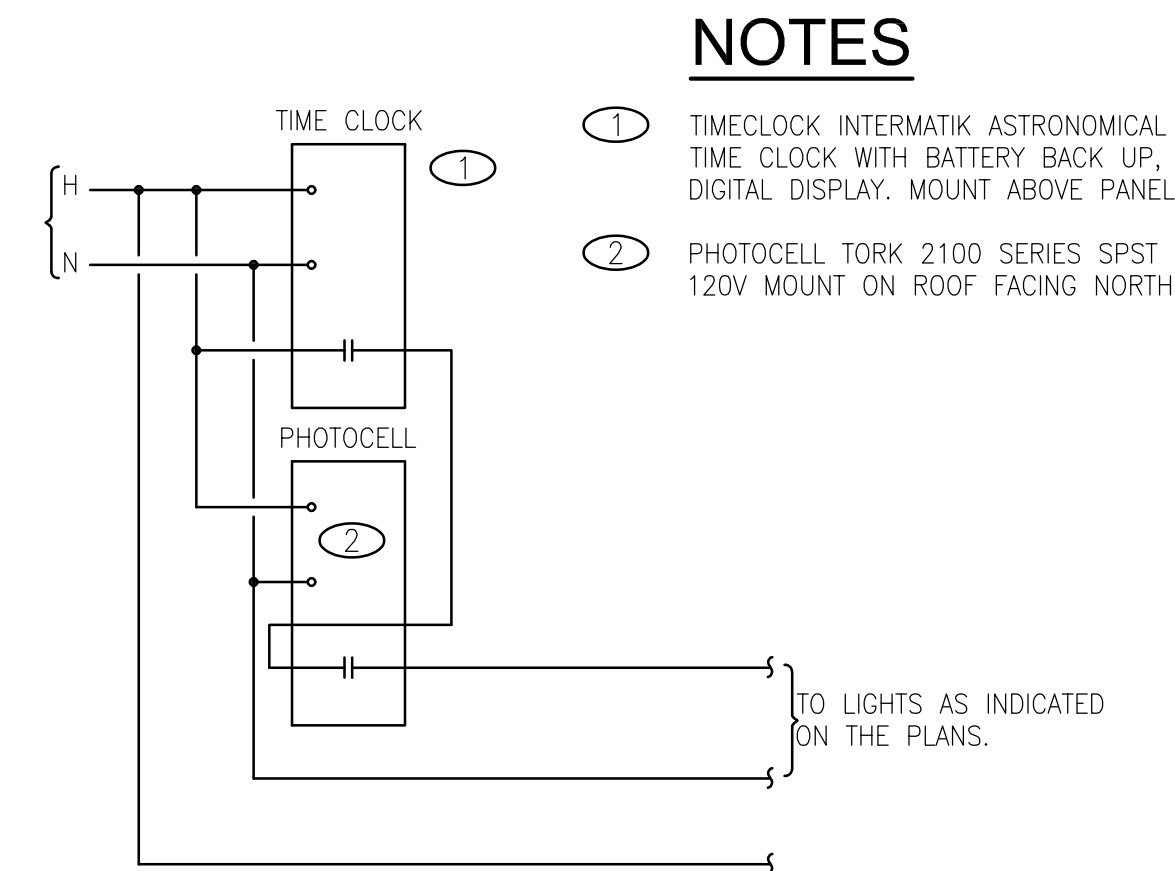 NOTES
TIME CLOCK
1
H
N
1
TIMECLOCK INTERMATIK ASTRONOMICAL
TIME CLOCK WITH BATTERY BACK UP,
DIGITAL DISPLAY. MOUNT ABOVE PANEL
2
PHOTOCELL TORK 2100 SERIES SPST
120V MOUNT ON ROOF FACING NORTH
PHOTOCELL
2
TO LIGHTS AS INDICATED
ON THE PLANS.